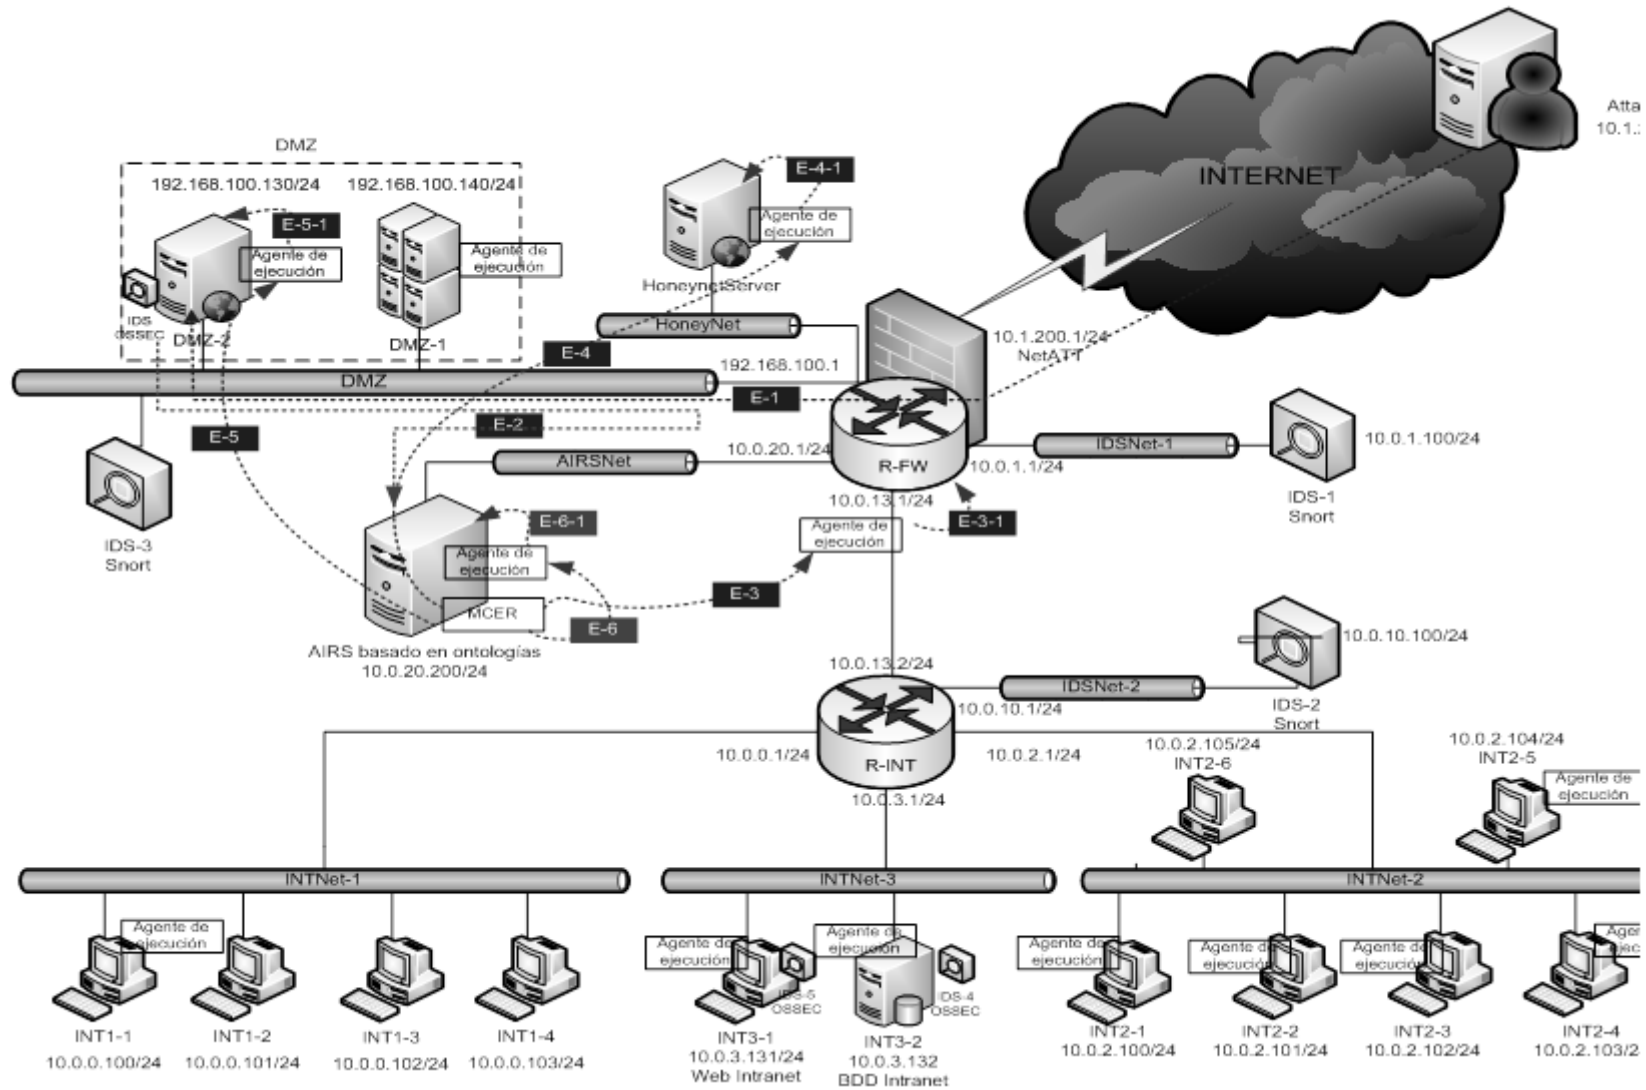 Atta
10.1.:
INTERNET
DMZ
192.168.100.130/24
192.168.100.140/24
E-5-1
Agente de
ejecución
Agente de
ejecución
IDS
OSSEC
DMZ-2
DMZ-1
E-4-1
Agente de
ejecución
HoneynetServer
HoneyNet
10.1.200.1/24
NetATT
E-4
192.168.100.1
DMZ
E-1
E-2
E-5
10.0.20.1/24
AIRSNet
R-FW
10.0.1.1/24
IDSNet-1
10.0.1.100/24
IDS-1
Snort
10.0.13.1/24
E-3-1
Agente de
ejecución
IDS-3
Snort
E-6-1
Agente de
ejecución
MCER
E-3
E-6
AIRS basado en ontologías
10.0.20.200/24
10.0.10.100/24
10.0.13.2/24
IDSNet-2
10.0.10.1/24
IDS-2
Snort
10.0.0.1/24
R-INT
10.0.2.1/24
10.0.3.1/24
10.0.2.105/24
INT2-6
10.0.2.104/24
INT2-5
Agente de
ejecución
INTNet-1
INTNet-3
INTNet-2
Agente de
ejecución
Agente de
ejecución
Agente de
ejecución
Agente de
ejecución
Agente de
ejecución
Agente de
ejecución
Agen
ejec
INT1-1
10.0.0.100/24
INT1-2
10.0.0.101/24
INT1-3
10.0.0.102/24
INT1-4
10.0.0.103/24
IDS-5
OSSEC
IDS-4
OSSEC
INT3-1
10.0.3.131/24
Web Intranet
INT3-2
10.0.3.132
BDD Intranet
INT2-1
10.0.2.100/24
INT2-2
10.0.2.101/24
INT2-3
10.0.2.102/24
INT2-4
10.0.2.103/2